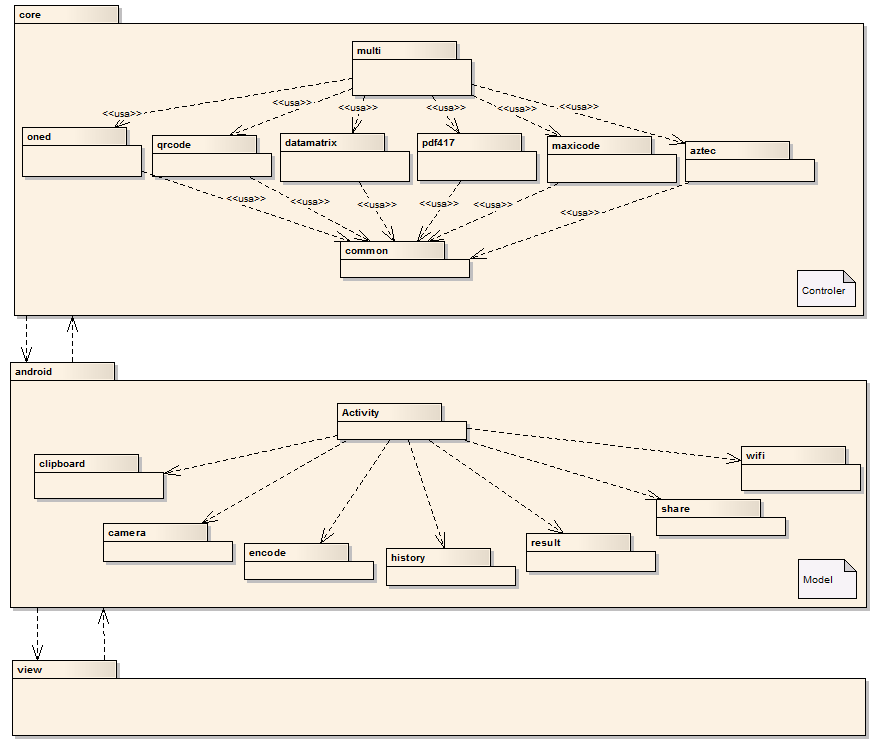 core
multi
<<usa>>
<<usa>>
<<usa>>
<<usa>>
<<usa>>
<<usa>>
oned
qrcode
datamatrix
pdf417
maxicode
aztec
<<usa>>
<<usa>>
<<usa>>
<<usa>>
<<usa>>
<<usa>>
common
Controler
android
Activity
clipboard
wifi
share
camera
encode
history
result
Model
view